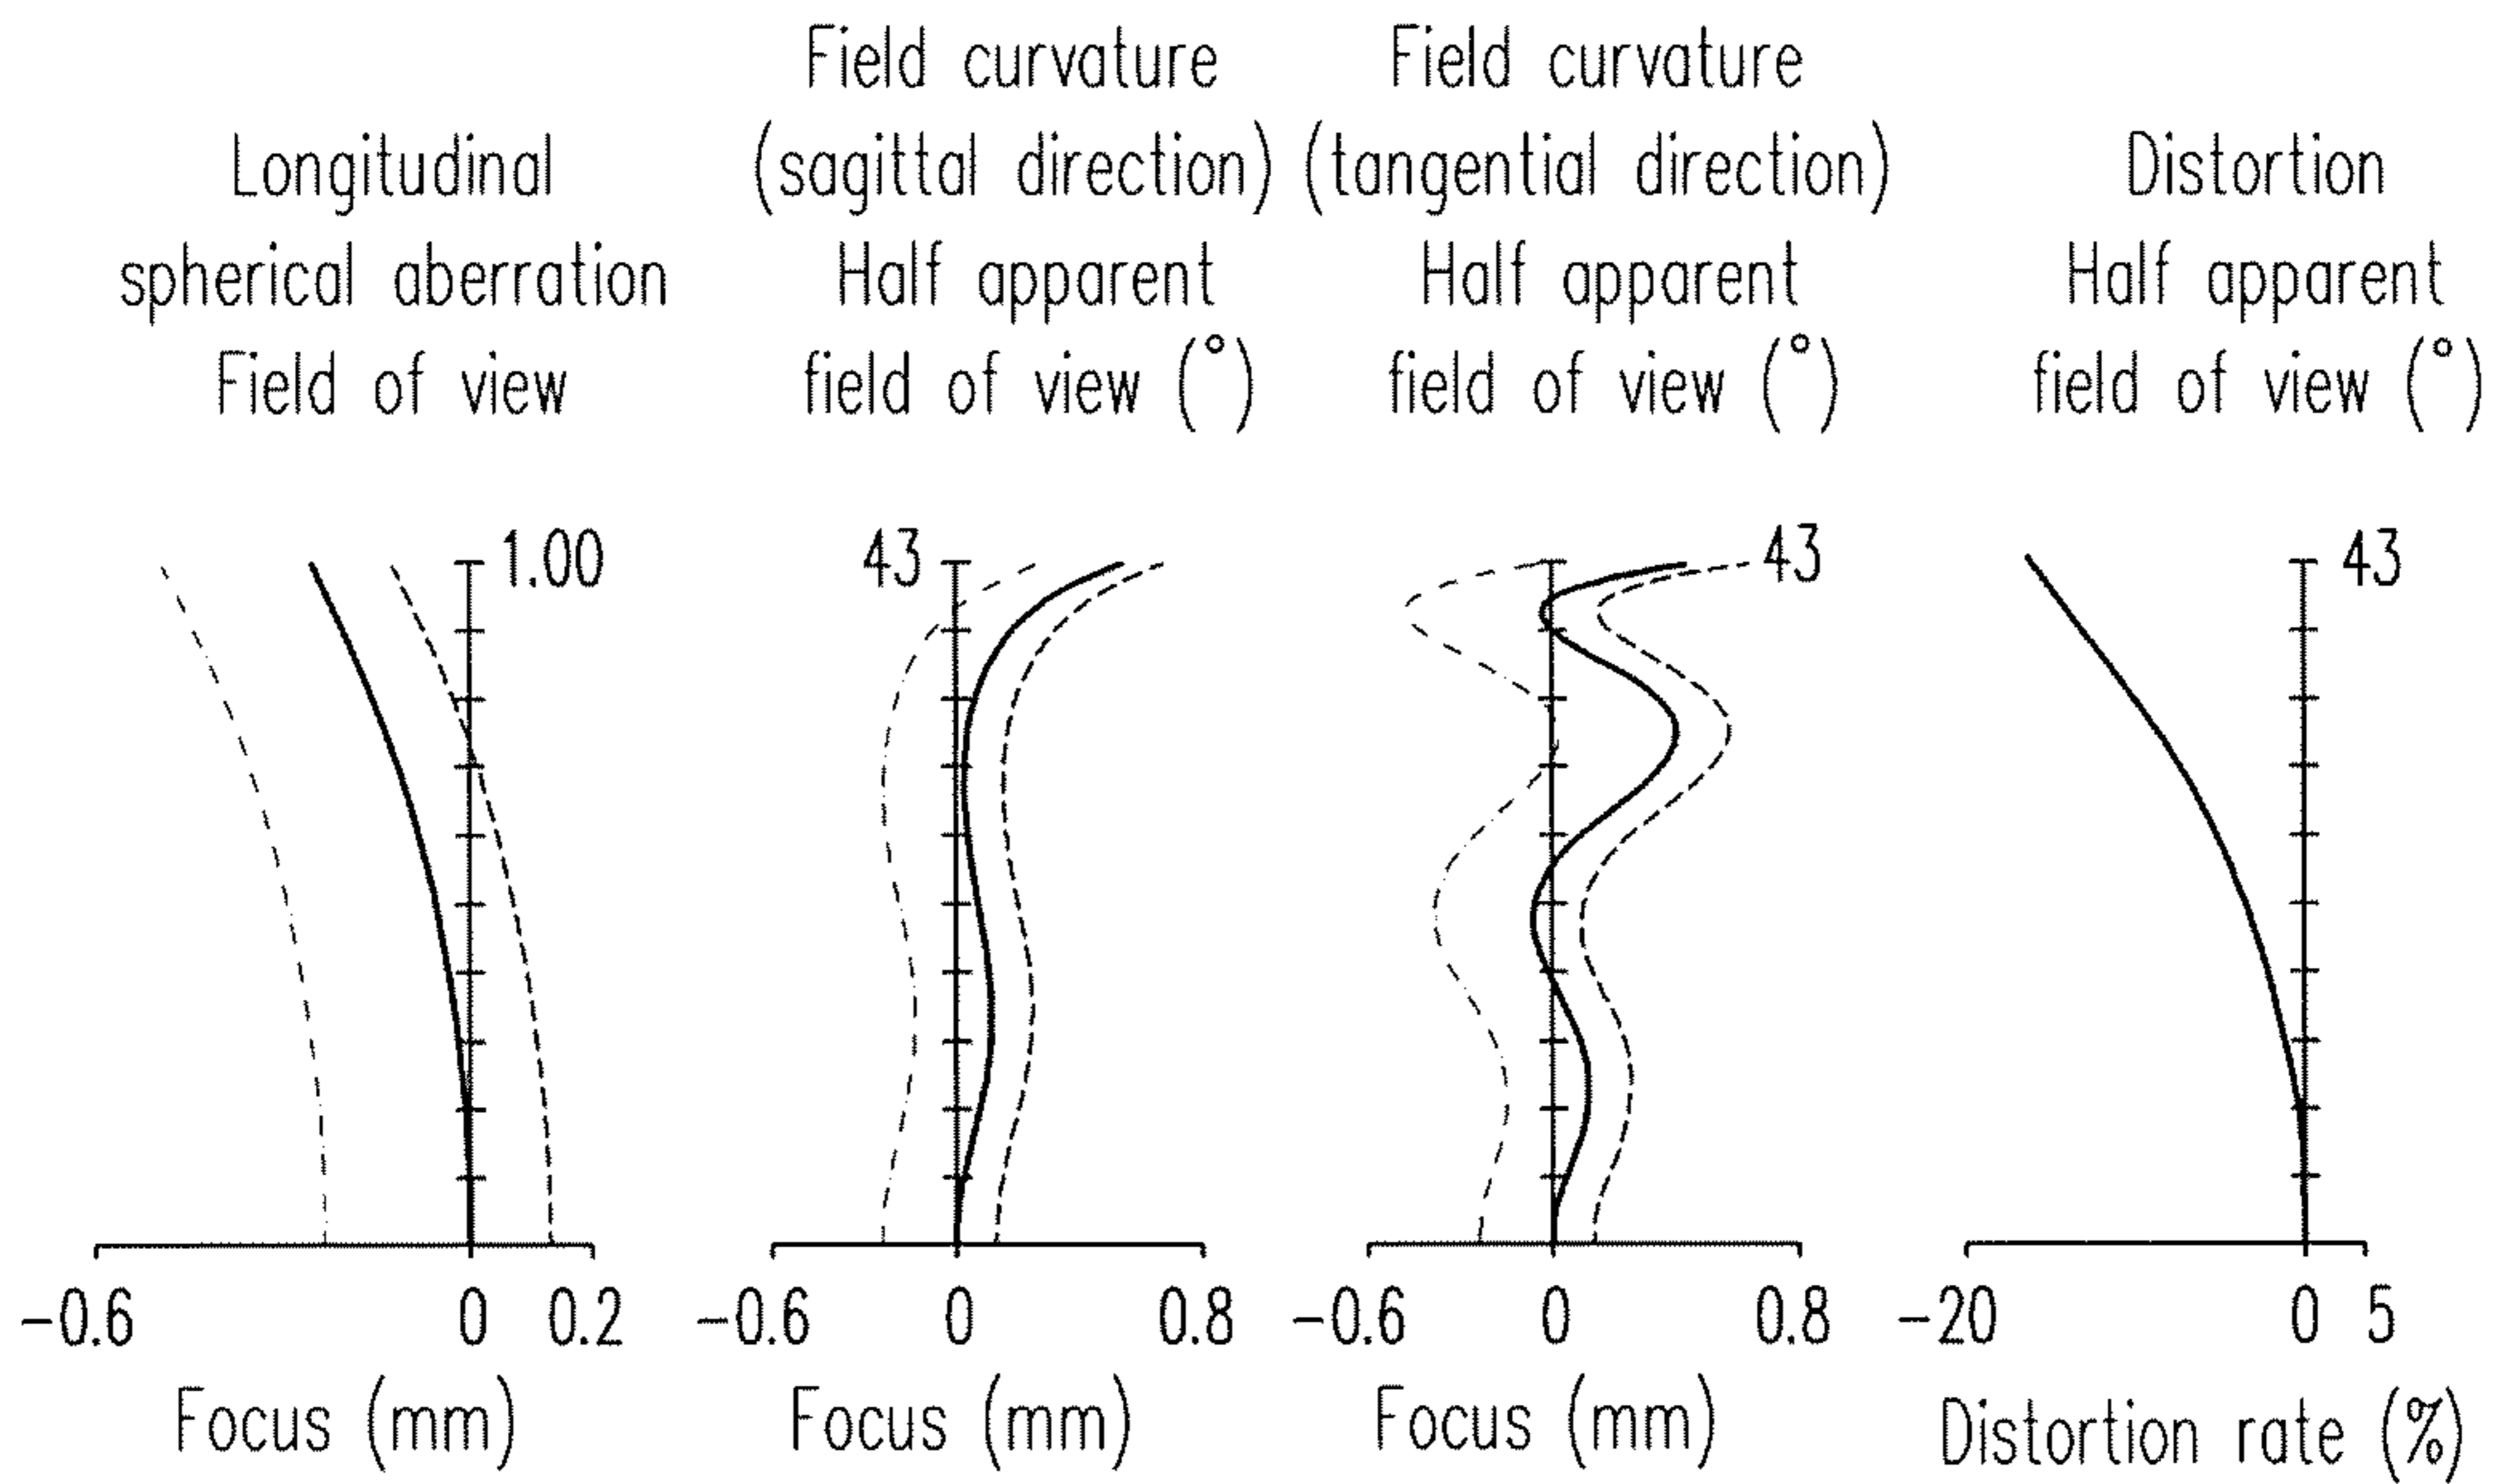 Longitudinal
spherical aberration
Field of view
1.00
-0.6 0 0.2
Focus (mm)
Field curvature
(sagittal direction)
Half apparent
field of view (°)
43
-0.6 0 0.8
Focus (mm)
Field curvature
(tangential direction)
Half apparent
field of view (°)
43
-0.6 0 0.8
Focus (mm)
Distortion
Half apparent
field of view (°)
43
-20 0 5
Distortion rate (%)